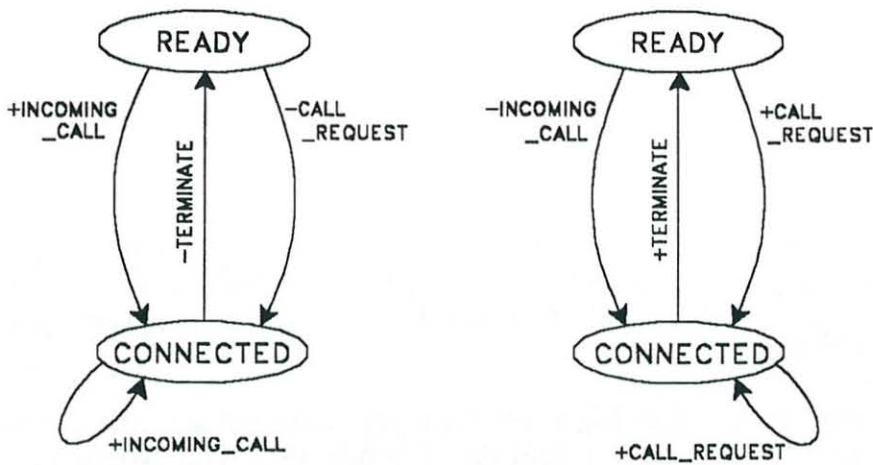 READY
+INCOMING
_CALL
-CALL
_REQUEST
-TERMINATE
CONNECTED
+INCOMING_CALL
READY
-INCOMING
_CALL
+CALL
_REQUEST
+TERMINATE
CONNECTED
+CALL_REQUEST